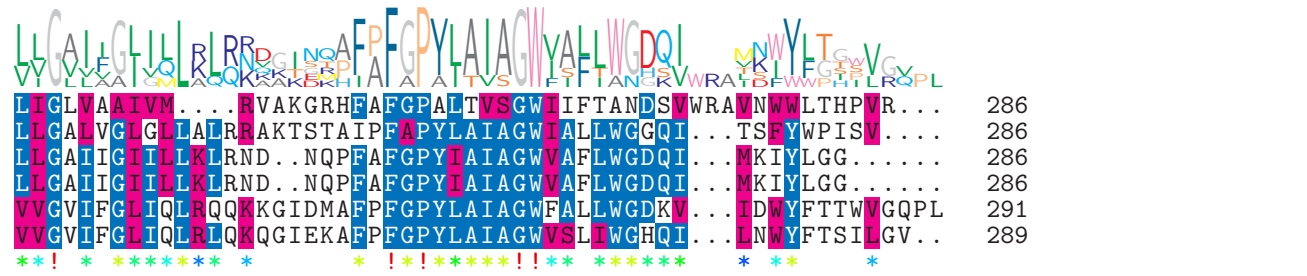 LIGLVAAIVM....RVAKGRHFAFGPALTVSGWIIFTANDSVWRAVNWWLTHPVR... 286
LLGALVGLGLLALRRAKTSTAIPFAPYLAIAGWIALLWGGQI...TSFYWPISV.... 286
LLGAIIGIILLKLRND..NQPFAFGPYIAIAGWVAFLWGDQI...MKIYLGG...... 286
LLGAIIGIILLKLRND..NQPFAFGPYIAIAGWVAFLWGDQI...MKIYLGG...... 286
VVGVIFGLIQLRQQKKGIDMAFPFGPYLAIAGWFALLWGDKV...IDWYFTTWVGQPL 291
VVGVIFGLIQLRLQKQGIEKAFPFGPYLAIAGWVSLIWGHQI...LNWYFTSILGV.. 289
**! * ******* *      * !*!*****!!** ******   * **    *